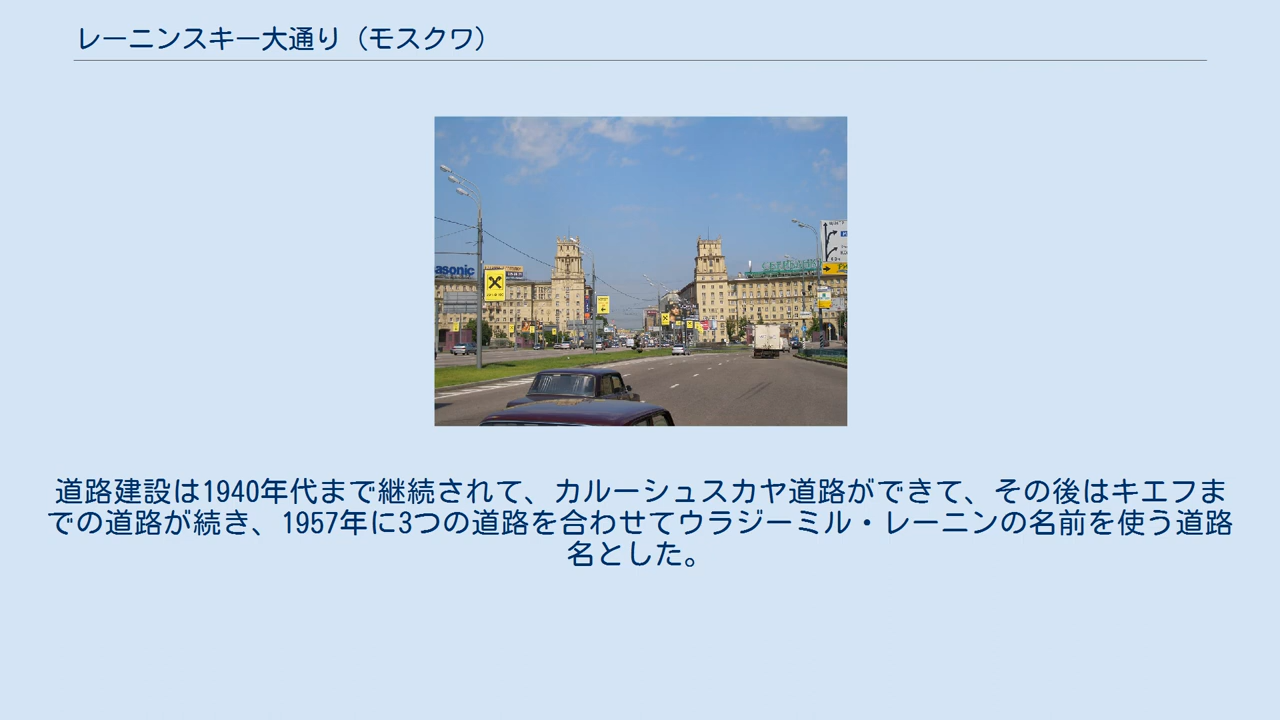 レーニンスキー大通り（モスクワ）
asonic
道路建設は1940年代まで継続されて、カルーシュスカヤ道路ができて、その後はキエフま
での道路が続き、1957年に3つの道路を合わせてウラジーミル・レーニンの名前を使う道路
名とした。